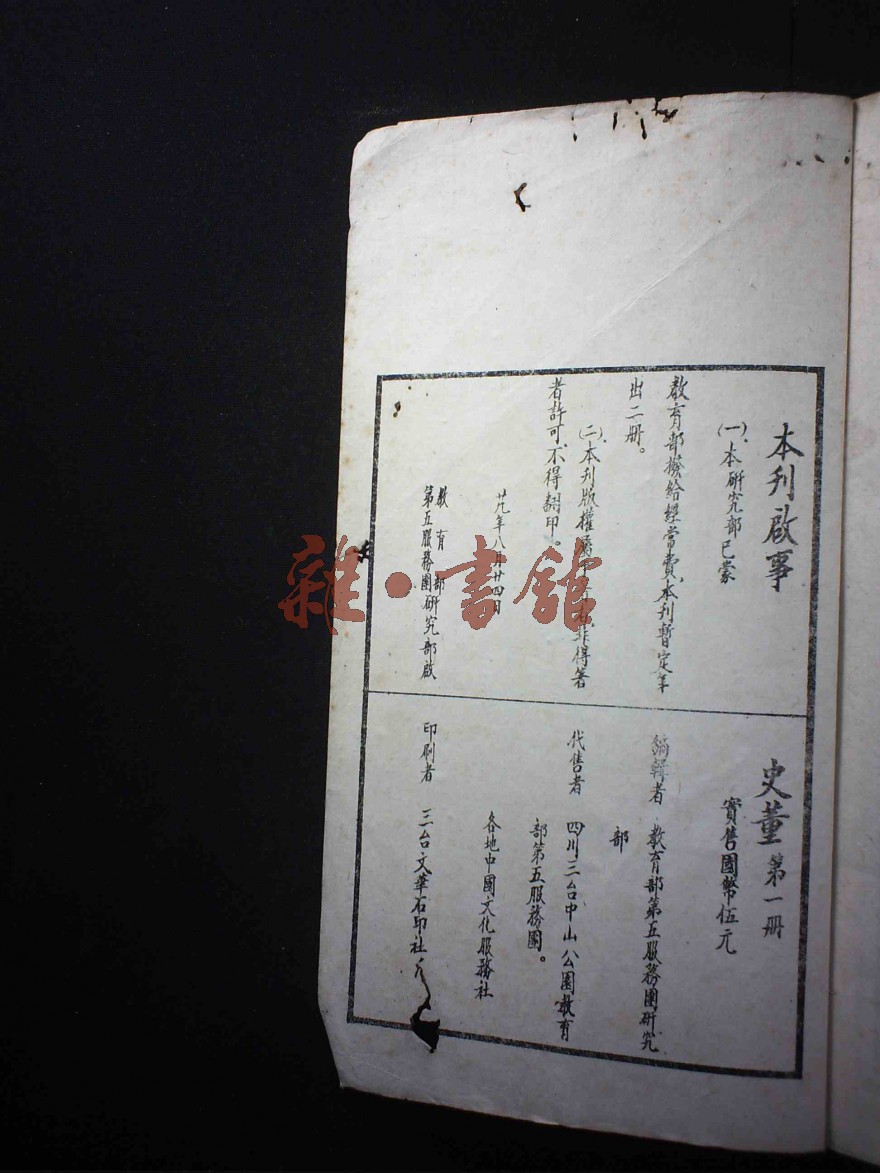 本刊啟事
(一)、本研究部已蒙
教育部撥給經常費、本刊暫定年
出二册。
(二)、本刊版權 得著
者許可、不得翻印。
廿九年八月廿四日
教育部
第五服務團研究部啟
史董 第一册
實售國幣伍元
編輯者 教育部第五服務團研究
部
代售者 四川三台中山公園教育
部第五服務團。
各地中國文化服務社
印刷者 三台文華石印社
雜·書館